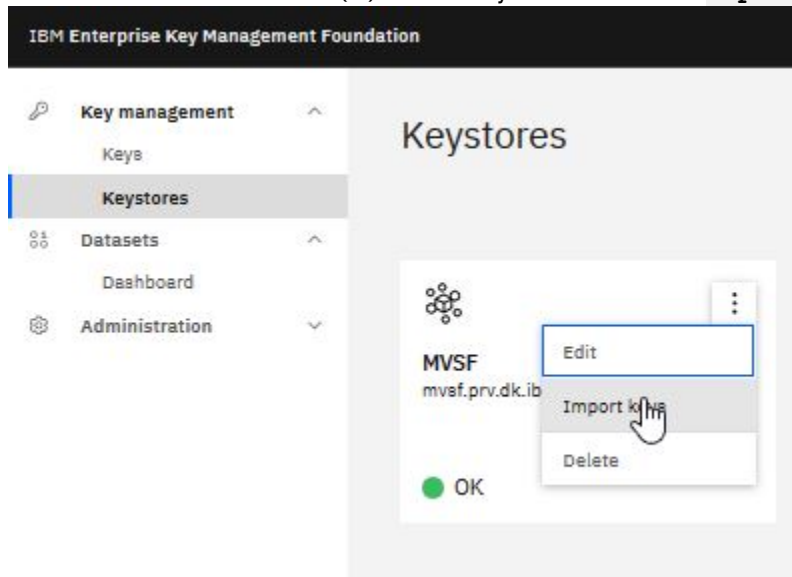 IBM Enterprise Key Management Foundation
Key management
Keys
Keystores
Datasets
Dashboard
Administration
Keystores
MVSF
mvsf.prv.dk.ib
OK
Edit
Import
Delete